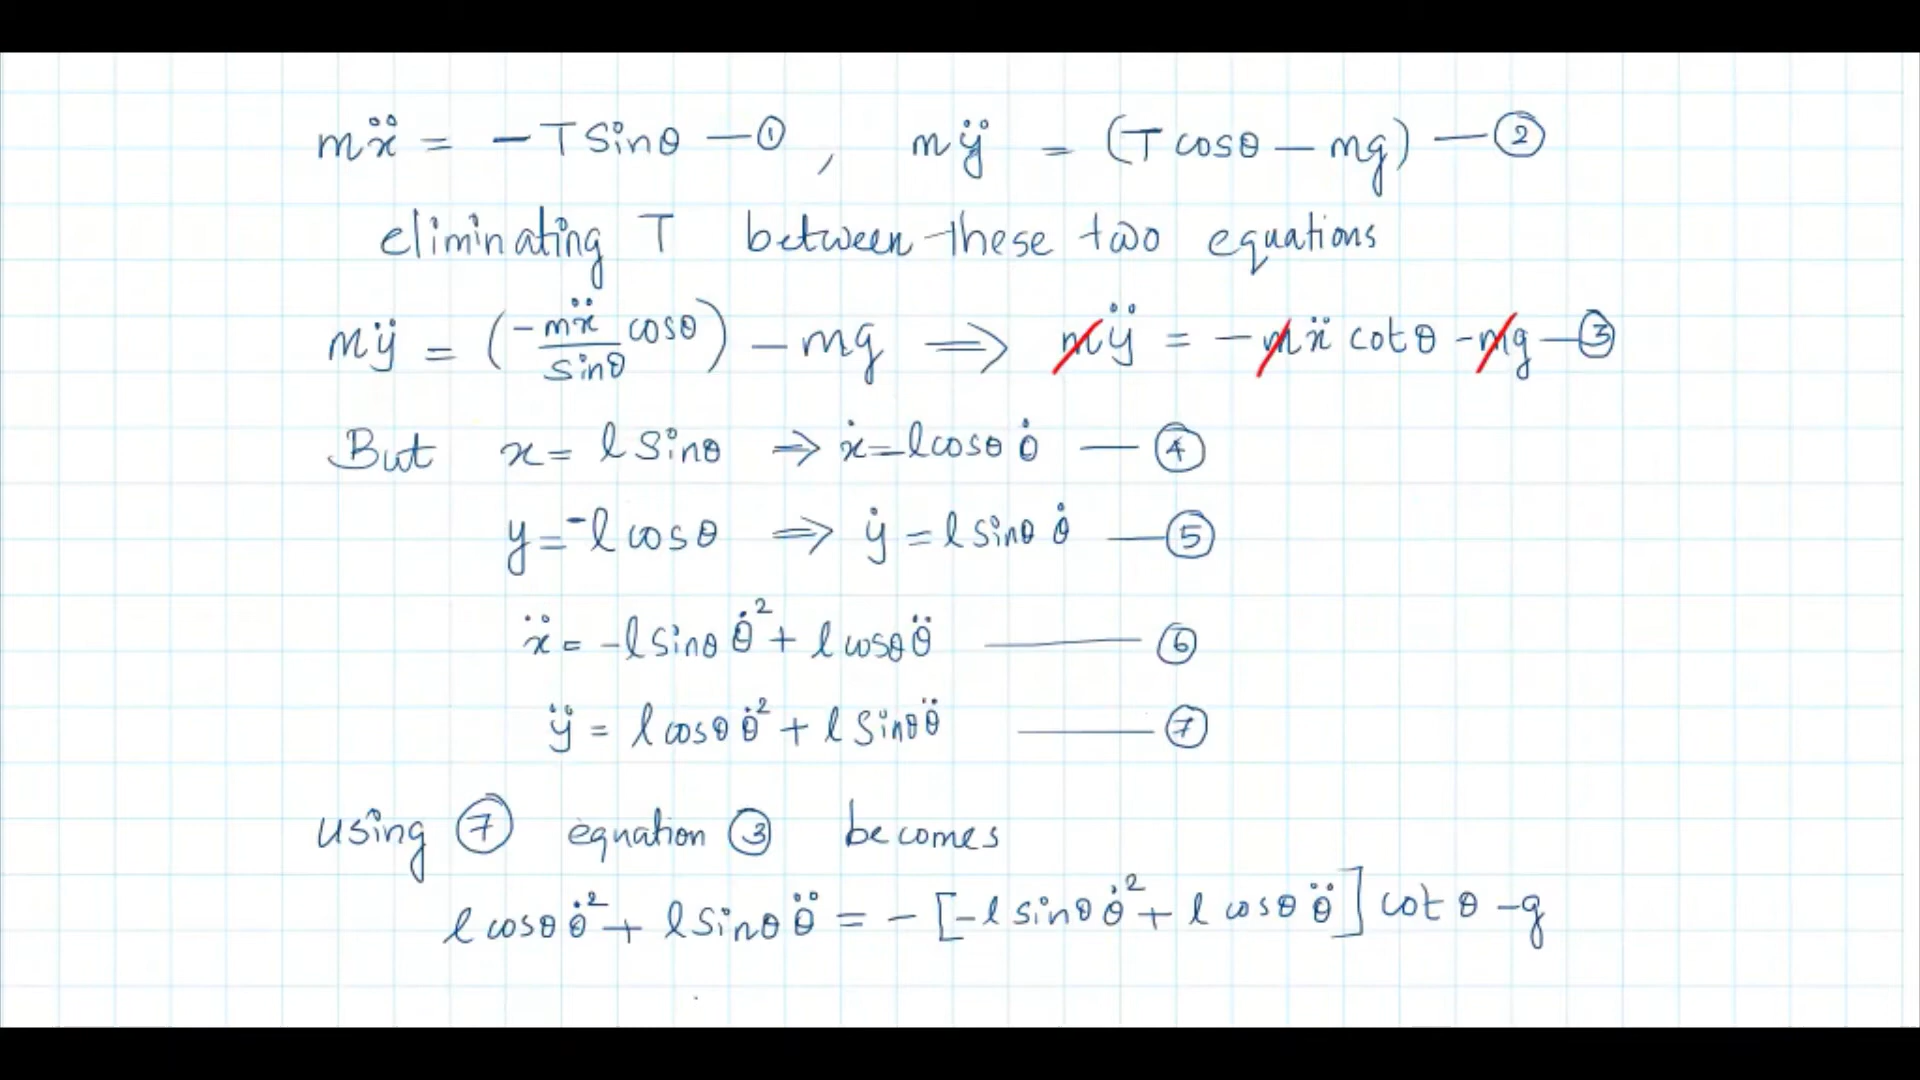 mẍ = −T Sinθ —① , mÿ = (T cosθ − mg) —②
eliminating T between these two equations
mÿ = (−mẍ/sinθ cosθ) − mg ⟹ mÿ = −mẍ cotθ −mg —③
But x = l Sinθ ⇒ ẋ = l cosθ θ̇ — ④
y = −l cosθ ⟹ ẏ = l sinθ θ̇ — ⑤
ẍ = −l sinθ θ̇² + l cosθ θ̈ — ⑥
ÿ = l cosθ θ̇² + l Sinθ θ̈ — ⑦
using ⑦ equation ③ becomes
l cosθ θ̇² + l Sinθ θ̈ = − [−l sinθ θ̇² + l cosθ θ̈] cot θ −g